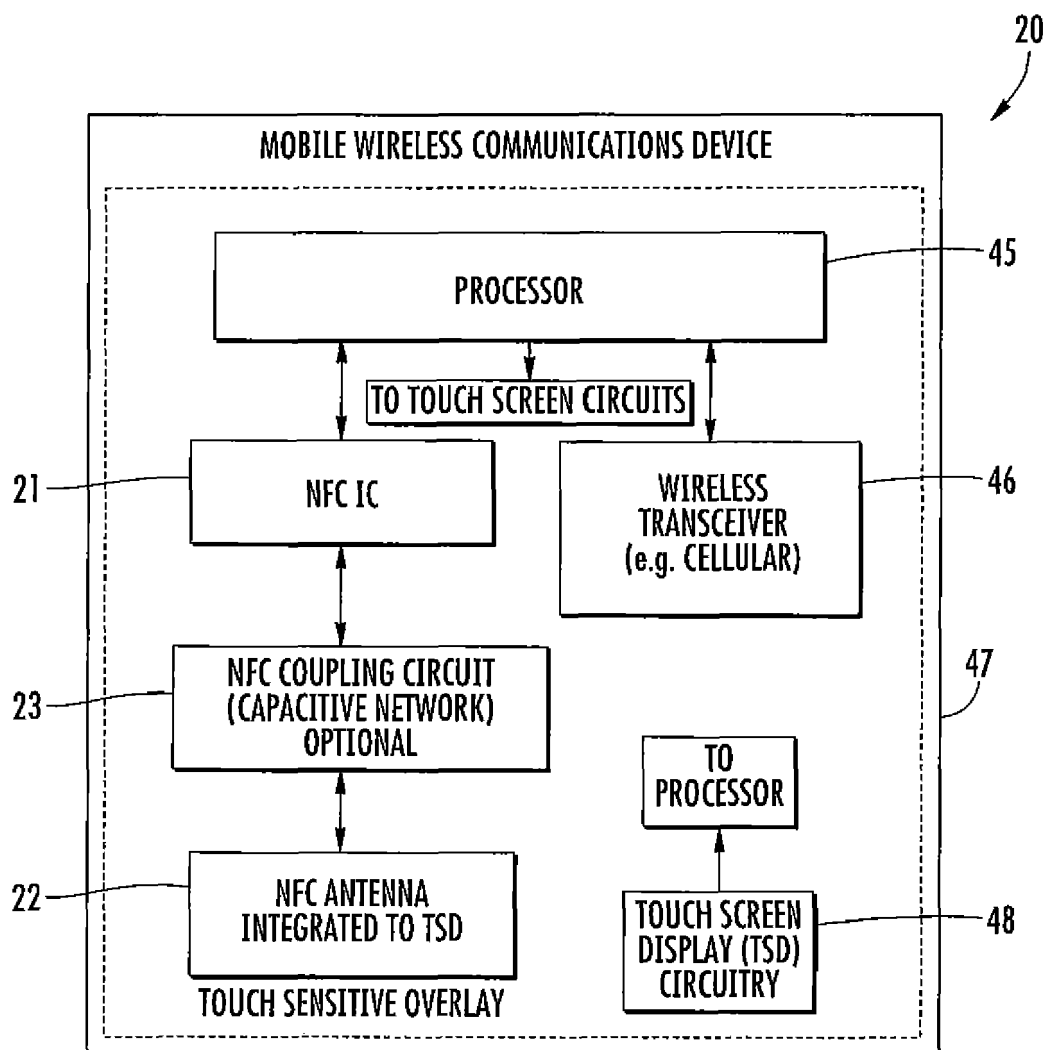 20
MOBILE WIRELESS COMMUNICATIONS DEVICE
45
PROCESSOR
TO TOUCH SCREEN CIRCUITS
21
NFC IC
WIRELESS
TRANSCEIVER
(e.g. CELLULAR)
46
23
NFC COUPLING CIRCUIT
(CAPACITIVE NETWORK)
OPTIONAL
47
TO
PROCESSOR
22
NFC ANTENNA
INTEGRATED TO TSD
TOUCH SENSITIVE OVERLAY
TOUCH SCREEN
DISPLAY (TSD)
CIRCUITRY
48